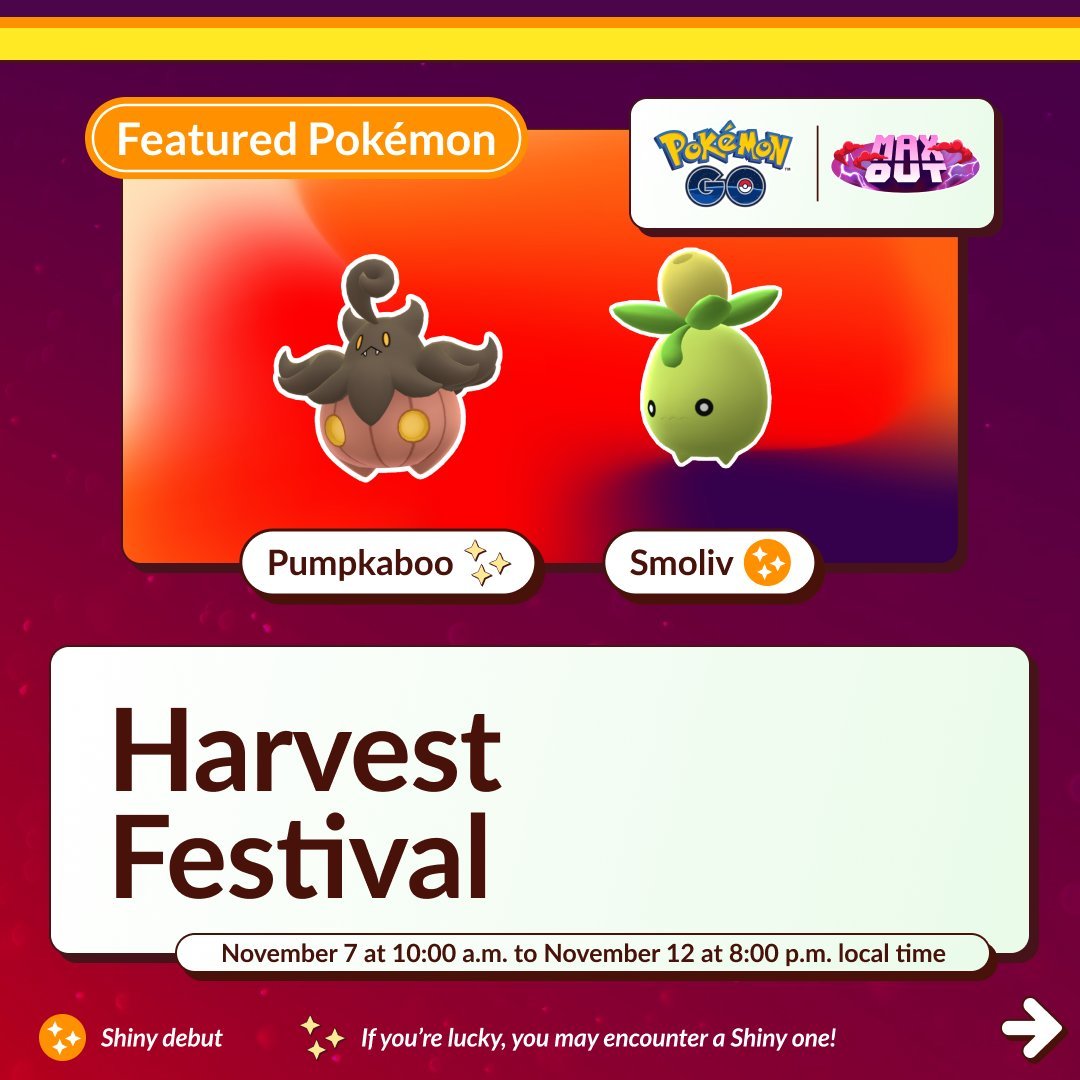 Featured Pokémon
POKÉMON
GO
™
MAX
OUT
Pumpkaboo
Smoliv
Harvest
Festival
November 7 at 10:00 a.m. to November 12 at 8:00 p.m. local time
Shiny debut
If you’re lucky, you may encounter a Shiny one!